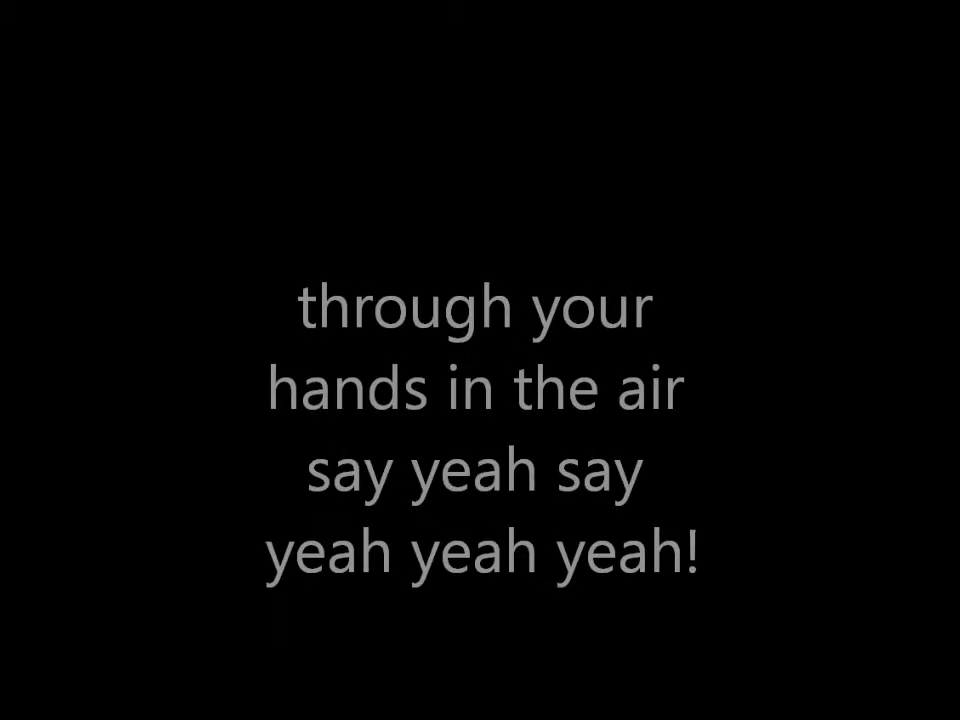 through your
hands in the air
say yeah say
yeah yeah yeah!